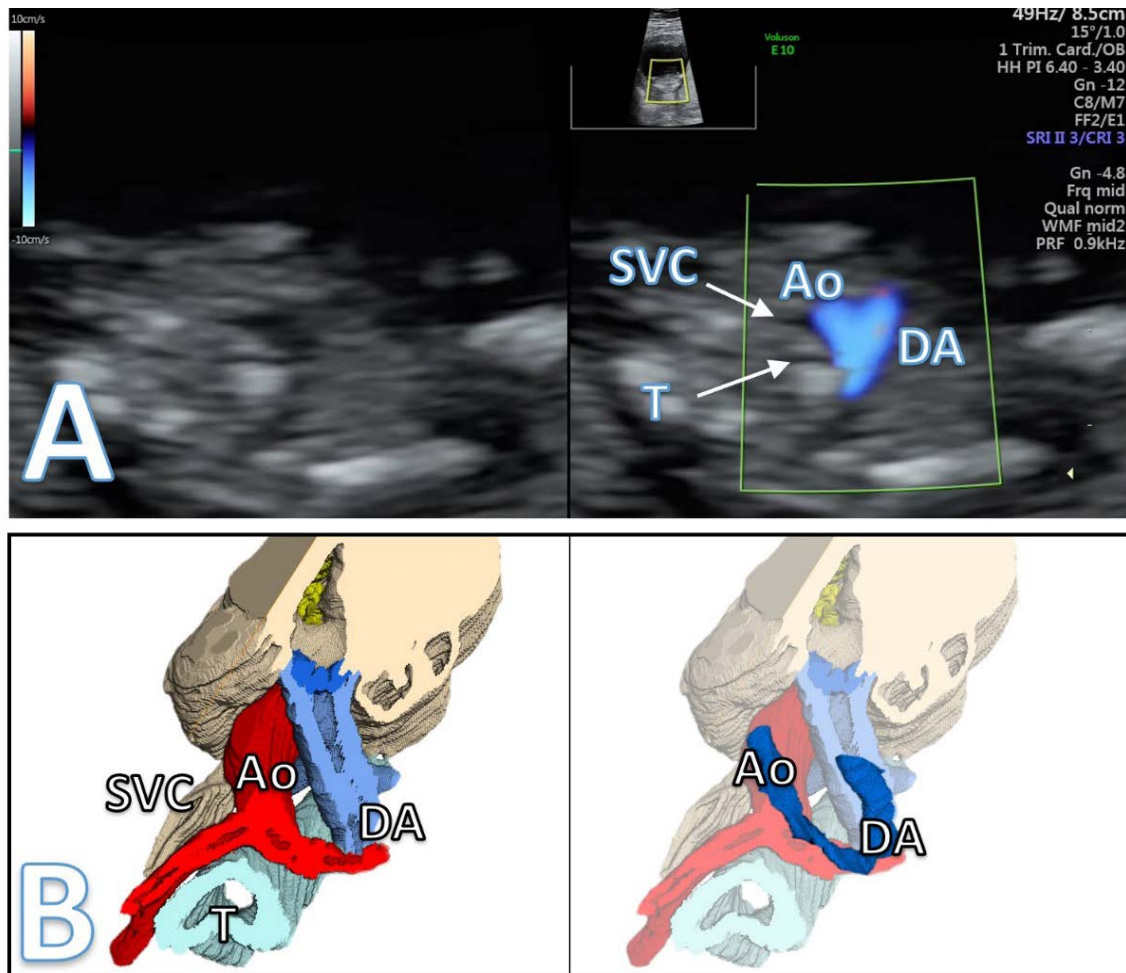 10cm/s
-10cm/s
Voluson
E10
49Hz/ 8.5cm
15°/1.0
1 Trim. Card./OB
HH PI 6.40 - 3.40
Gn -12
C8/M7
FF2/E1
SRI II 3/CRI 3
Gn -4.8
Frq mid
Qual norm
WMF mid2
PRF 0.9kHz
SVC
Ao
DA
T
A
SVC
Ao
DA
T
B
Ao
DA